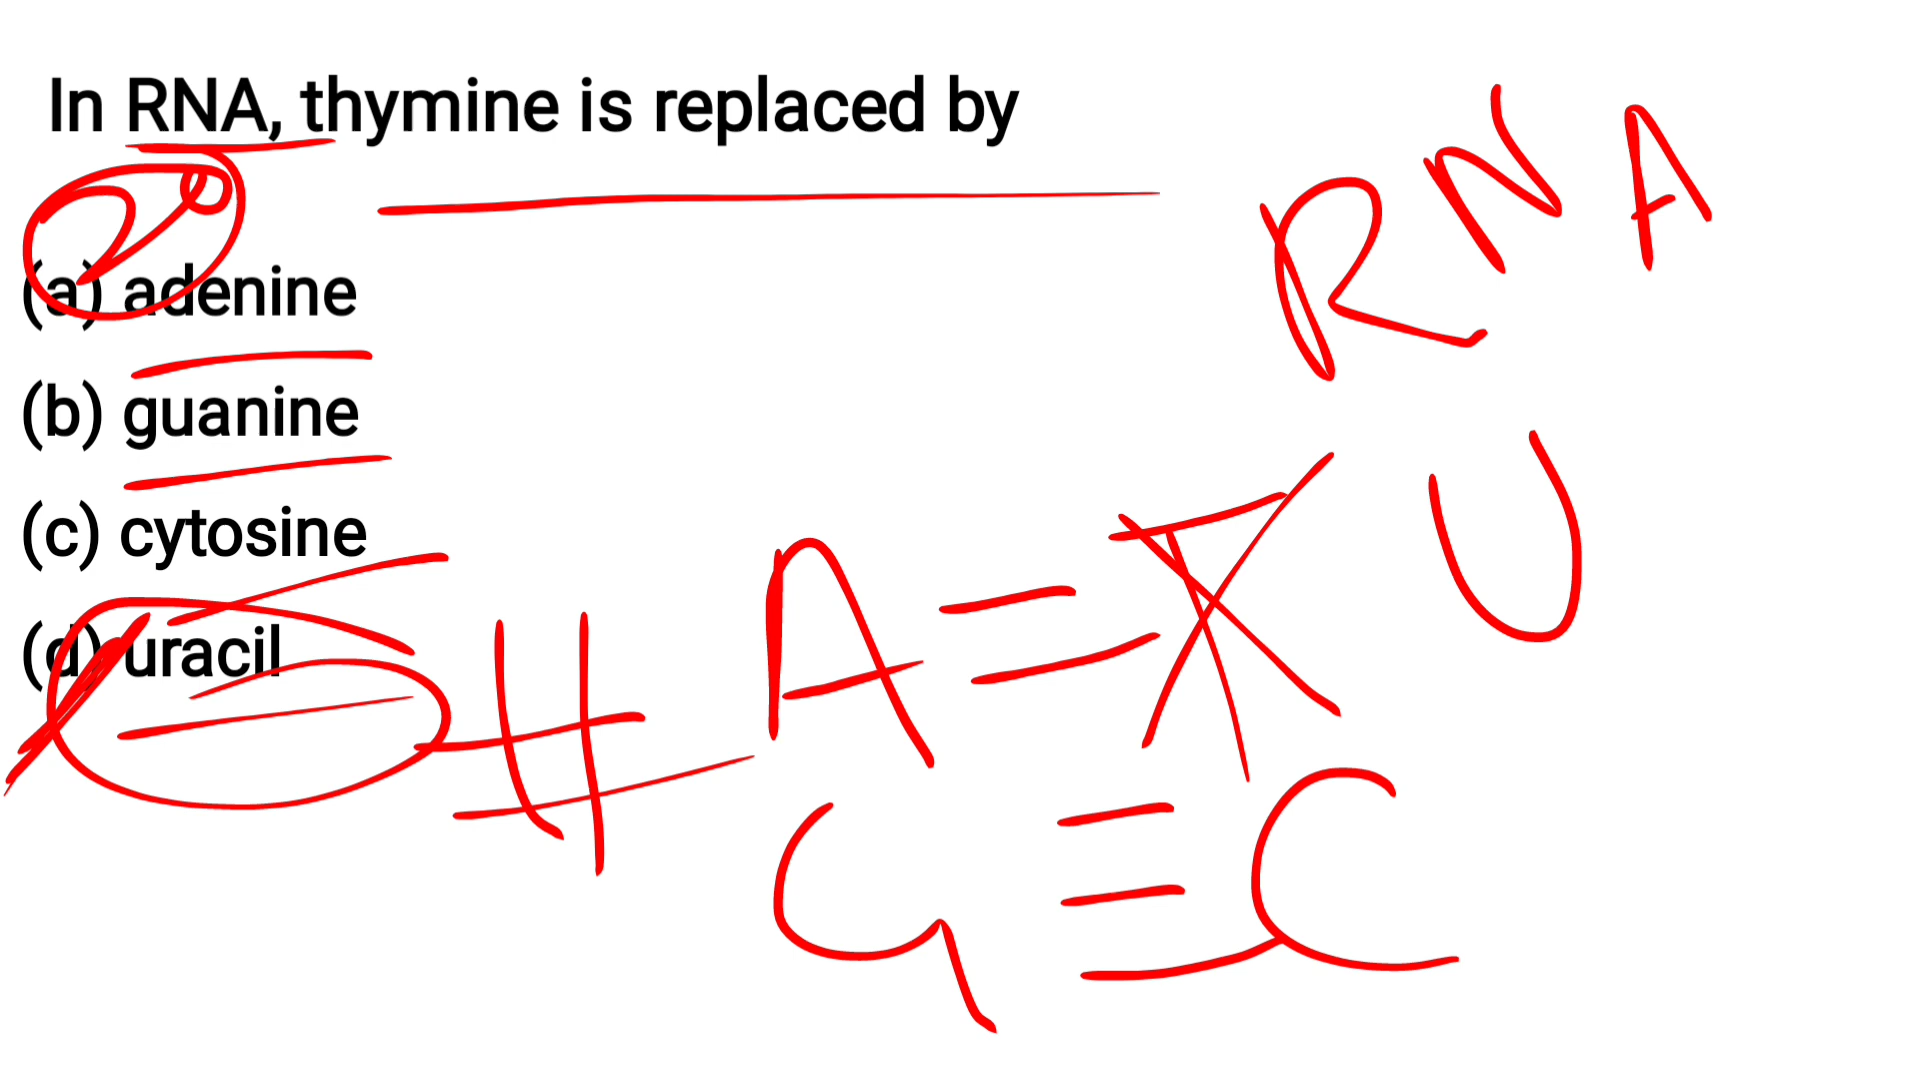 In RNA, thymine is replaced by
RNA
(a) adenine
(b) guanine
(c) cytosine
(d) uracil
A = T U
G ≡ C